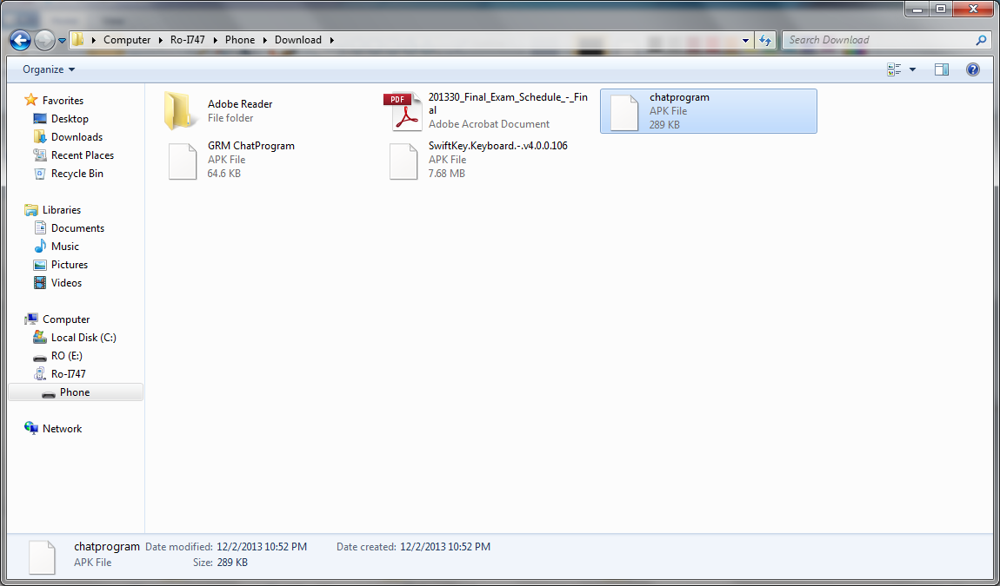 Computer Ro-I747 Phone Download
Search Download
Organize
Favorites
Desktop
Downloads
Recent Places
Recycle Bin
Libraries
Documents
Music
Pictures
Videos
Computer
Local Disk (C:)
RO (E:)
Ro-I747
Phone
Network
Adobe Reader
File folder
PDF
201330_Final_Exam_Schedule_-_Fin
al
Adobe Acrobat Document
chatprogram
APK File
289 KB
GRM ChatProgram
APK File
64.6 KB
SwiftKey.Keyboard.-.v4.0.0.106
APK File
7.68 MB
chatprogram Date modified: 12/2/2013 10:52 PM Date created: 12/2/2013 10:52 PM
APK File Size: 289 KB